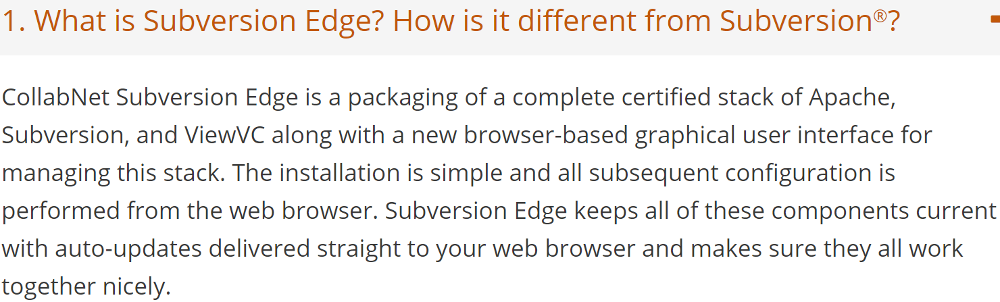 1. What is Subversion Edge? How is it different from Subversion®?
CollabNet Subversion Edge is a packaging of a complete certified stack of Apache,
Subversion, and ViewVC along with a new browser-based graphical user interface for
managing this stack. The installation is simple and all subsequent configuration is
performed from the web browser. Subversion Edge keeps all of these components current
with auto-updates delivered straight to your web browser and makes sure they all work
together nicely.